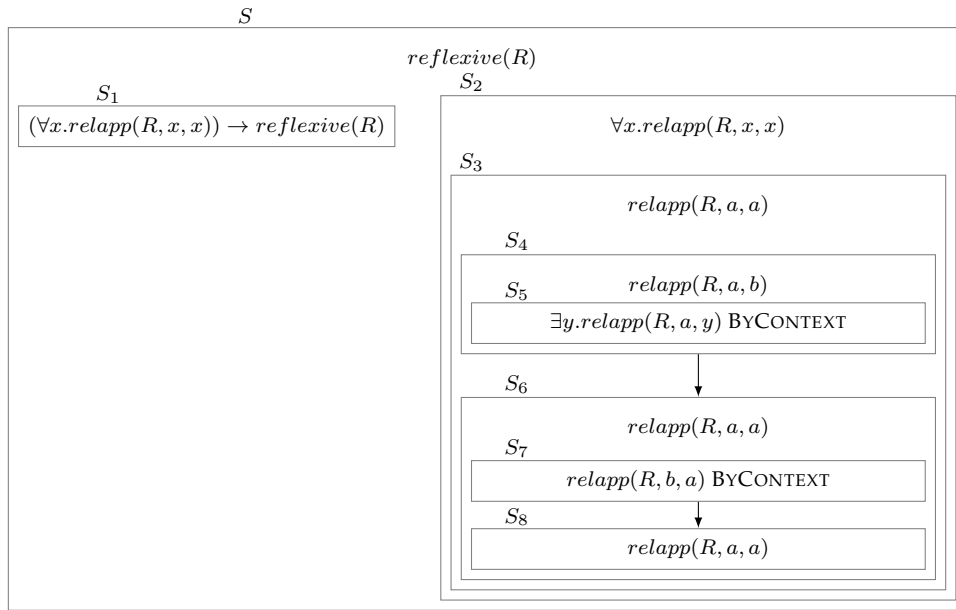 S
reflexive(R)
S₁
(∀x.relapp(R, x, x)) → reflexive(R)
S₂
∀x.relapp(R, x, x)
S₃
relapp(R, a, a)
S₄
relapp(R, a, b)
S₅
∃y.relapp(R, a, y) BYCONTEXT
S₆
relapp(R, a, a)
S₇
relapp(R, b, a) BYCONTEXT
S₈
relapp(R, a, a)